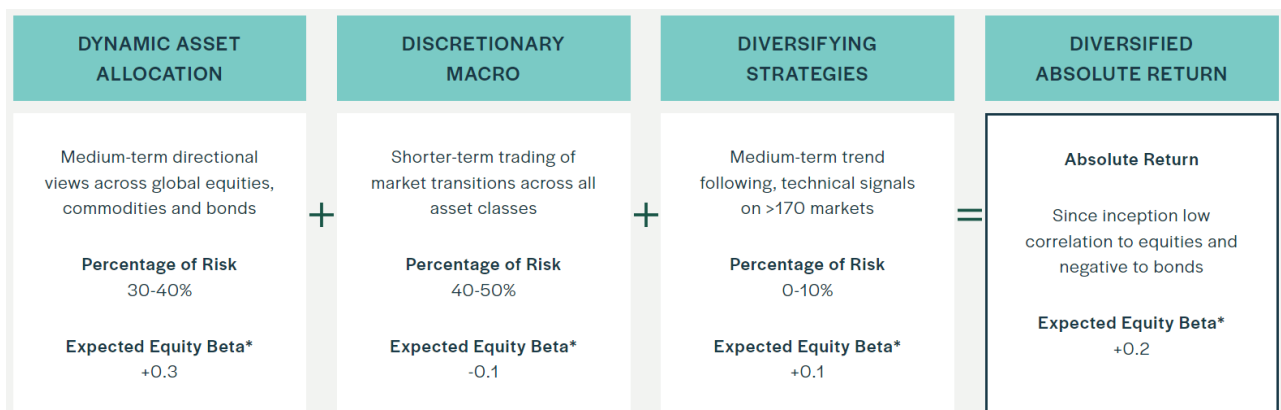 DYNAMIC ASSET
ALLOCATION
Medium-term directional
views across global equities,
commodities and bonds
Percentage of Risk
30-40%
Expected Equity Beta*
+0.3
+
DISCRETIONARY
MACRO
Shorter-term trading of
market transitions across all
asset classes
Percentage of Risk
40-50%
Expected Equity Beta*
-0.1
+
DIVERSIFYING
STRATEGIES
Medium-term trend
following, technical signals
on >170 markets
Percentage of Risk
0-10%
Expected Equity Beta*
+0.1
=
DIVERSIFIED
ABSOLUTE RETURN
Absolute Return
Since inception low
correlation to equities and
negative to bonds
Expected Equity Beta*
+0.2